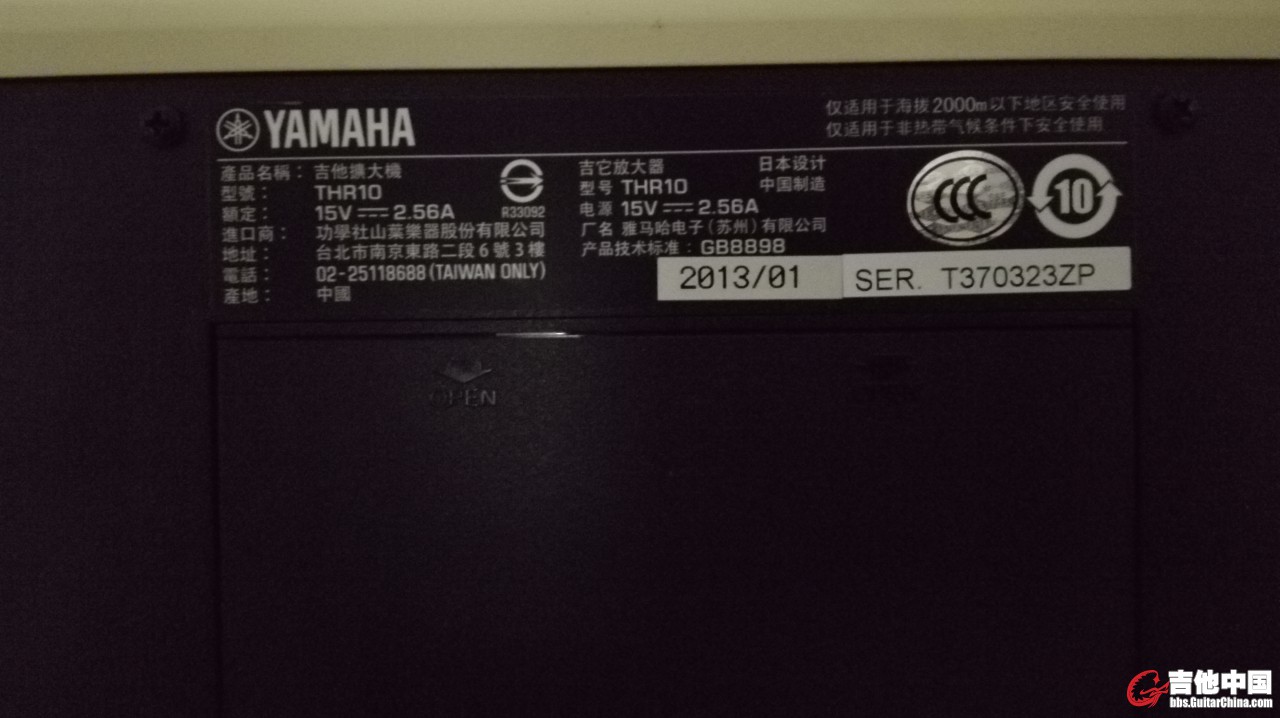 YAMAHA
仅适用于海拔2000m以下地区安全使用
仅适用于非热带气候条件下安全使用
產品名稱： 吉他擴大機
型號： THR10
額定： 15V 2.56A
進口商： 功學社山葉樂器股份有限公司
地址： 台北市南京東路二段6號3樓
電話： 02-25118688(TAIWAN ONLY)
產地： 中國
R33092
吉它放大器 日本设计
型号 THR10 中国制造
电源 15V 2.56A
厂名 雅马哈电子(苏州)有限公司
产品技术标准： GB8898
CCC
10
2013/01
SER. T370323ZP
OPEN
吉他中国
bbs.GuitarChina.com